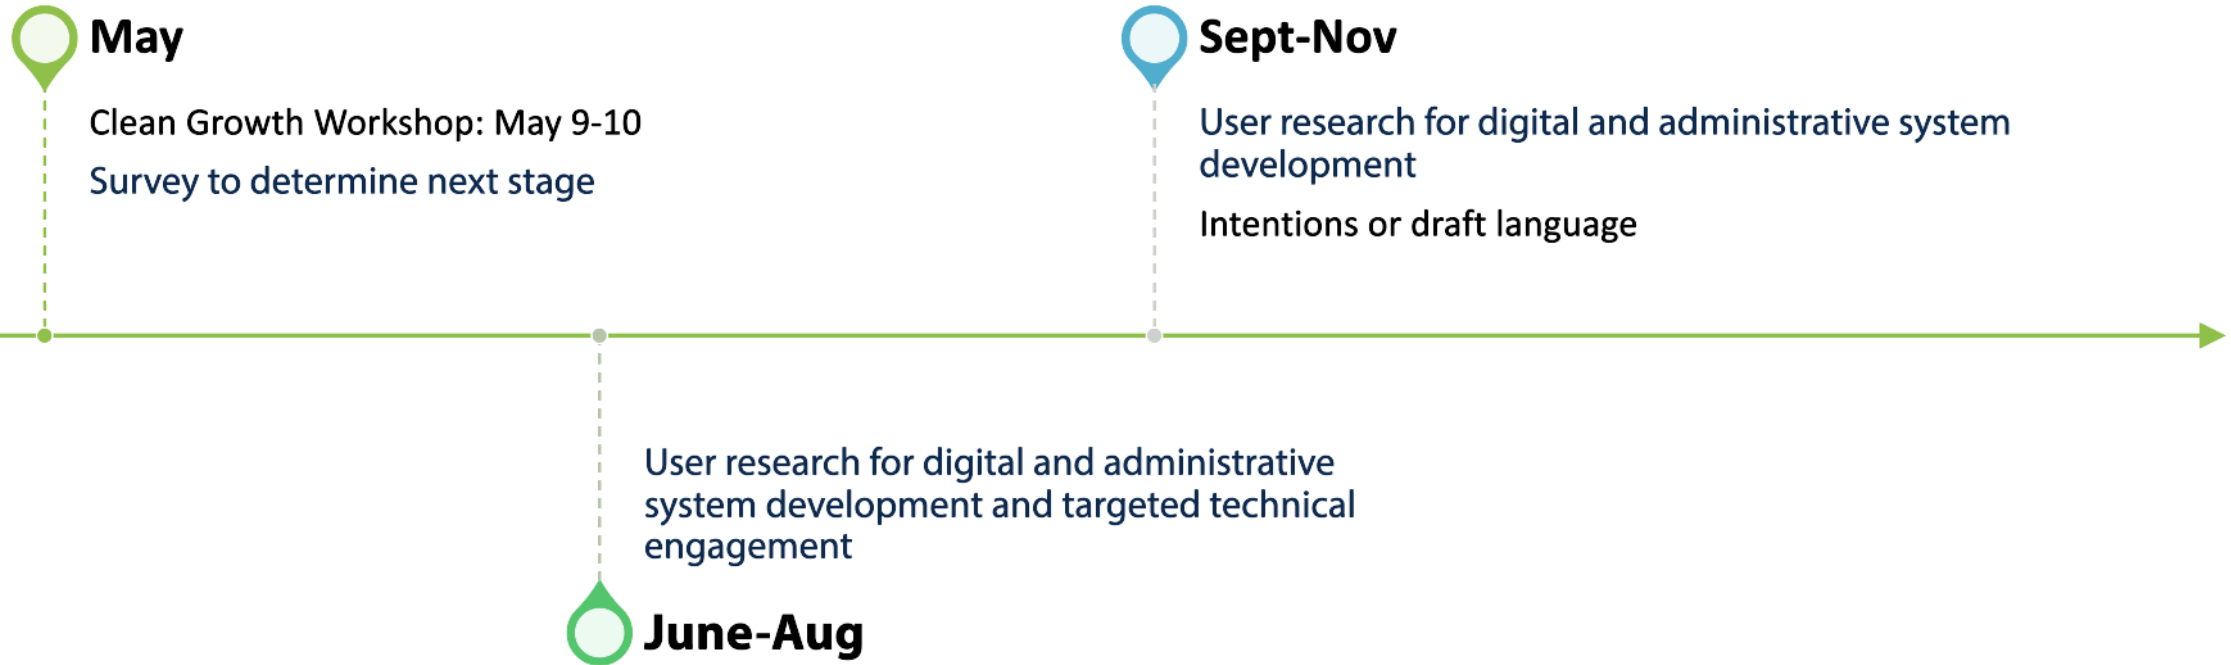 May
Clean Growth Workshop: May 9-10
Survey to determine next stage
Sept-Nov
User research for digital and administrative system
development
Intentions or draft language
User research for digital and administrative
system development and targeted technical
engagement
June-Aug